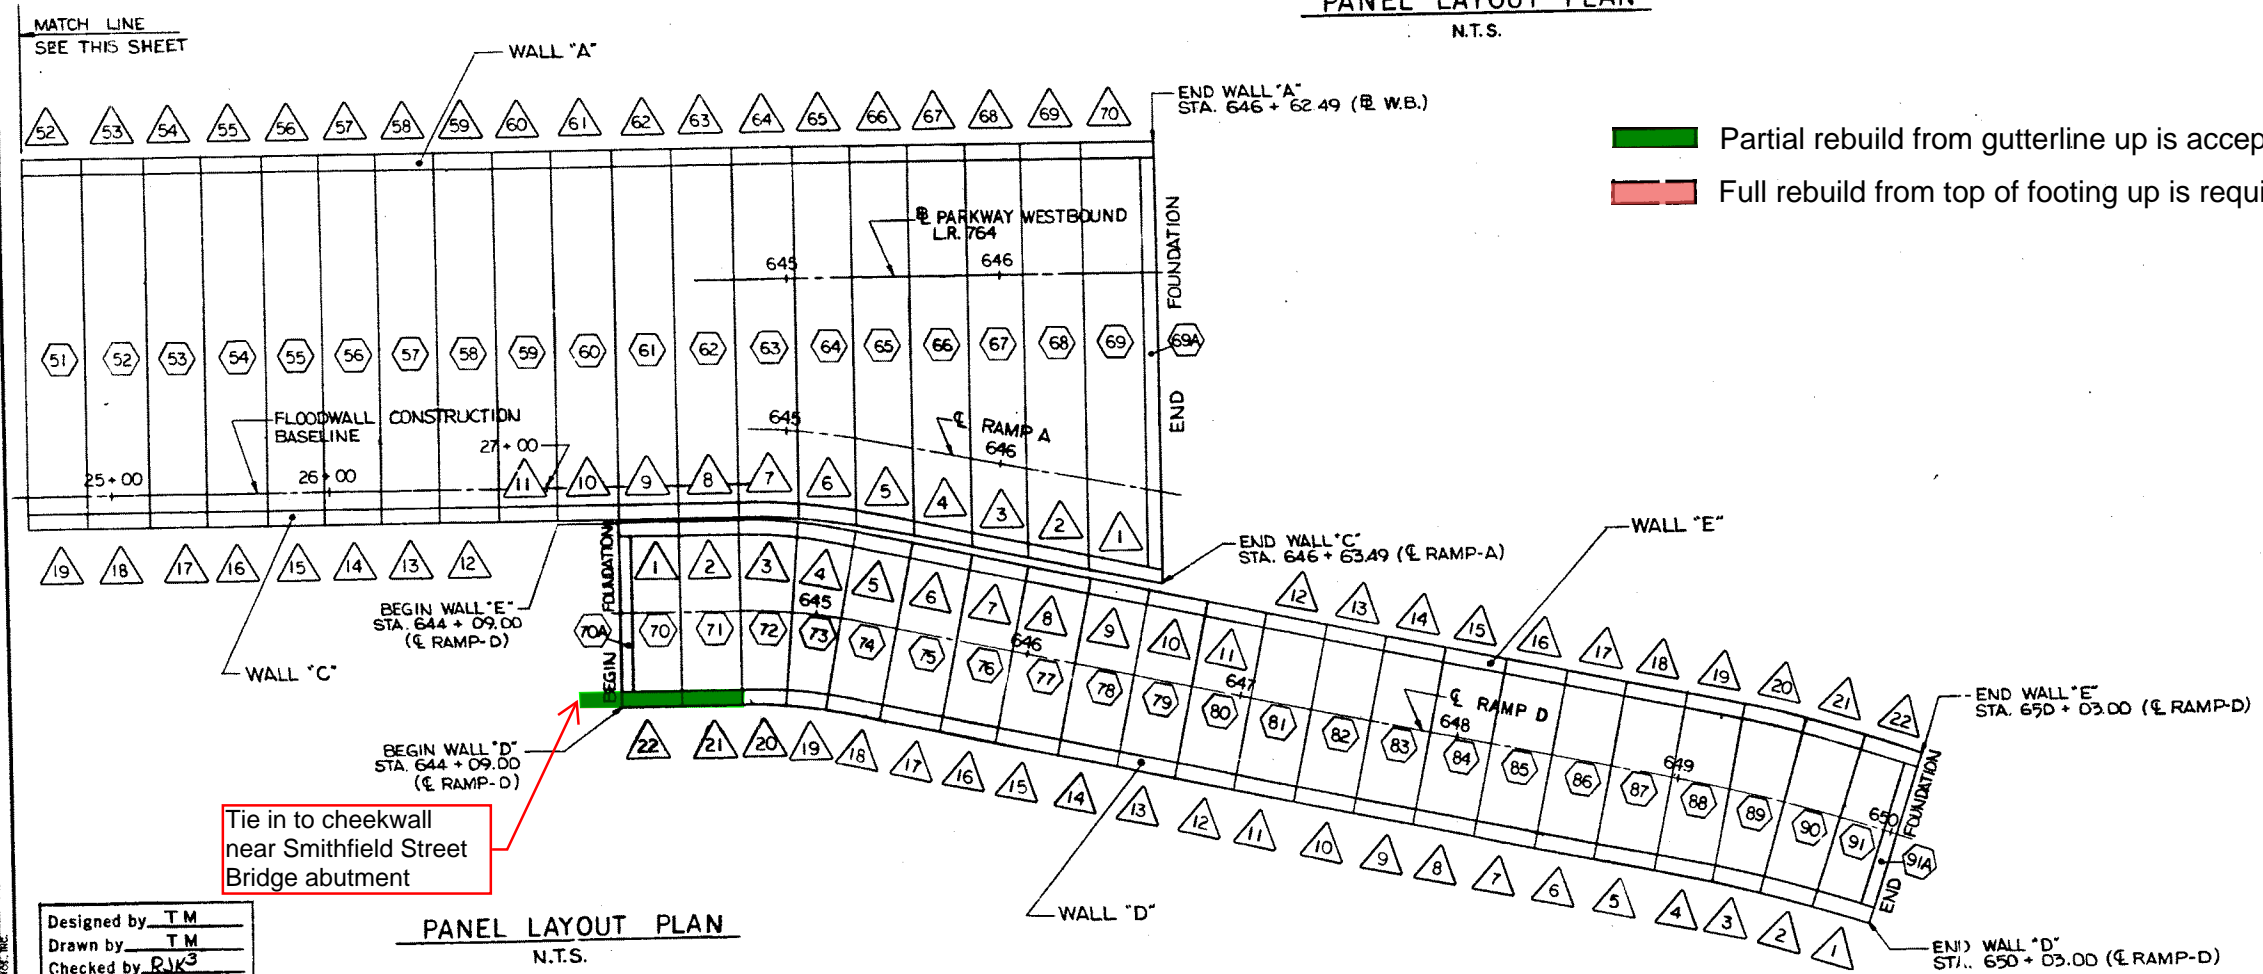 PANEL LAYOUT PLAN
N.T.S.
MATCH LINE
SEE THIS SHEET
WALL "A"
END WALL "A"
STA. 646 + 62.49 (℄ W.B.)
52 53 54 55 56 57 58 59 60 61 62 63 64 65 66 67 68 69 70
Partial rebuild from gutterline up is accep
Full rebuild from top of footing up is requi
℄ PARKWAY WESTBOUND
L.R. 764
645 646
FOUNDATION
END
51 52 53 54 55 56 57 58 59 60 61 62 63 64 65 66 67 68 69 69A
FLOODWALL CONSTRUCTION
BASELINE
645
℄ RAMP A
646
25+00 26+00 27+00
11 10 9 8 7 6 5 4 3 2 1
19 18 17 16 15 14 13 12
END WALL "C"
STA. 646 + 63.49 (℄ RAMP-A)
WALL "E"
BEGIN WALL "E"
STA. 644 + 09.00
(℄ RAMP-D)
BEGIN FOUNDATION
1 2 3 4 5 6 7 8 9 10 11 12 13 14 15 16 17 18 19 20 21 22
645 646 647 648 649 650
70A 70 71 72 73 74 75 76 77 78 79 80 81 82 83 84 85 86 87 88 89 90 91 91A
℄ RAMP D
WALL "C"
END WALL "E"
STA. 650 + 03.00 (℄ RAMP-D)
FOUNDATION
END
BEGIN WALL "D"
STA. 644 + 09.00
(℄ RAMP-D)
22 21 20 19 18 17 16 15 14 13 12 11 10 9 8 7 6 5 4 3 2 1
Tie in to cheekwall
near Smithfield Street
Bridge abutment
WALL "D"
END WALL "D"
STA. 650 + 03.00 (℄ RAMP-D)
Designed by TM
Drawn by TM
Checked by RJK3
PANEL LAYOUT PLAN
N.T.S.